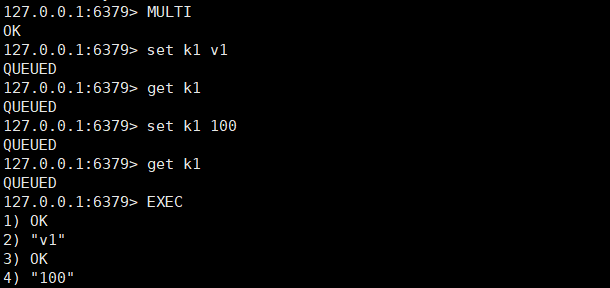 127.0.0.1:6379> MULTI
OK
127.0.0.1:6379> set k1 v1
QUEUED
127.0.0.1:6379> get k1
QUEUED
127.0.0.1:6379> set k1 100
QUEUED
127.0.0.1:6379> get k1
QUEUED
127.0.0.1:6379> EXEC
1) OK
2) "v1"
3) OK
4) "100"